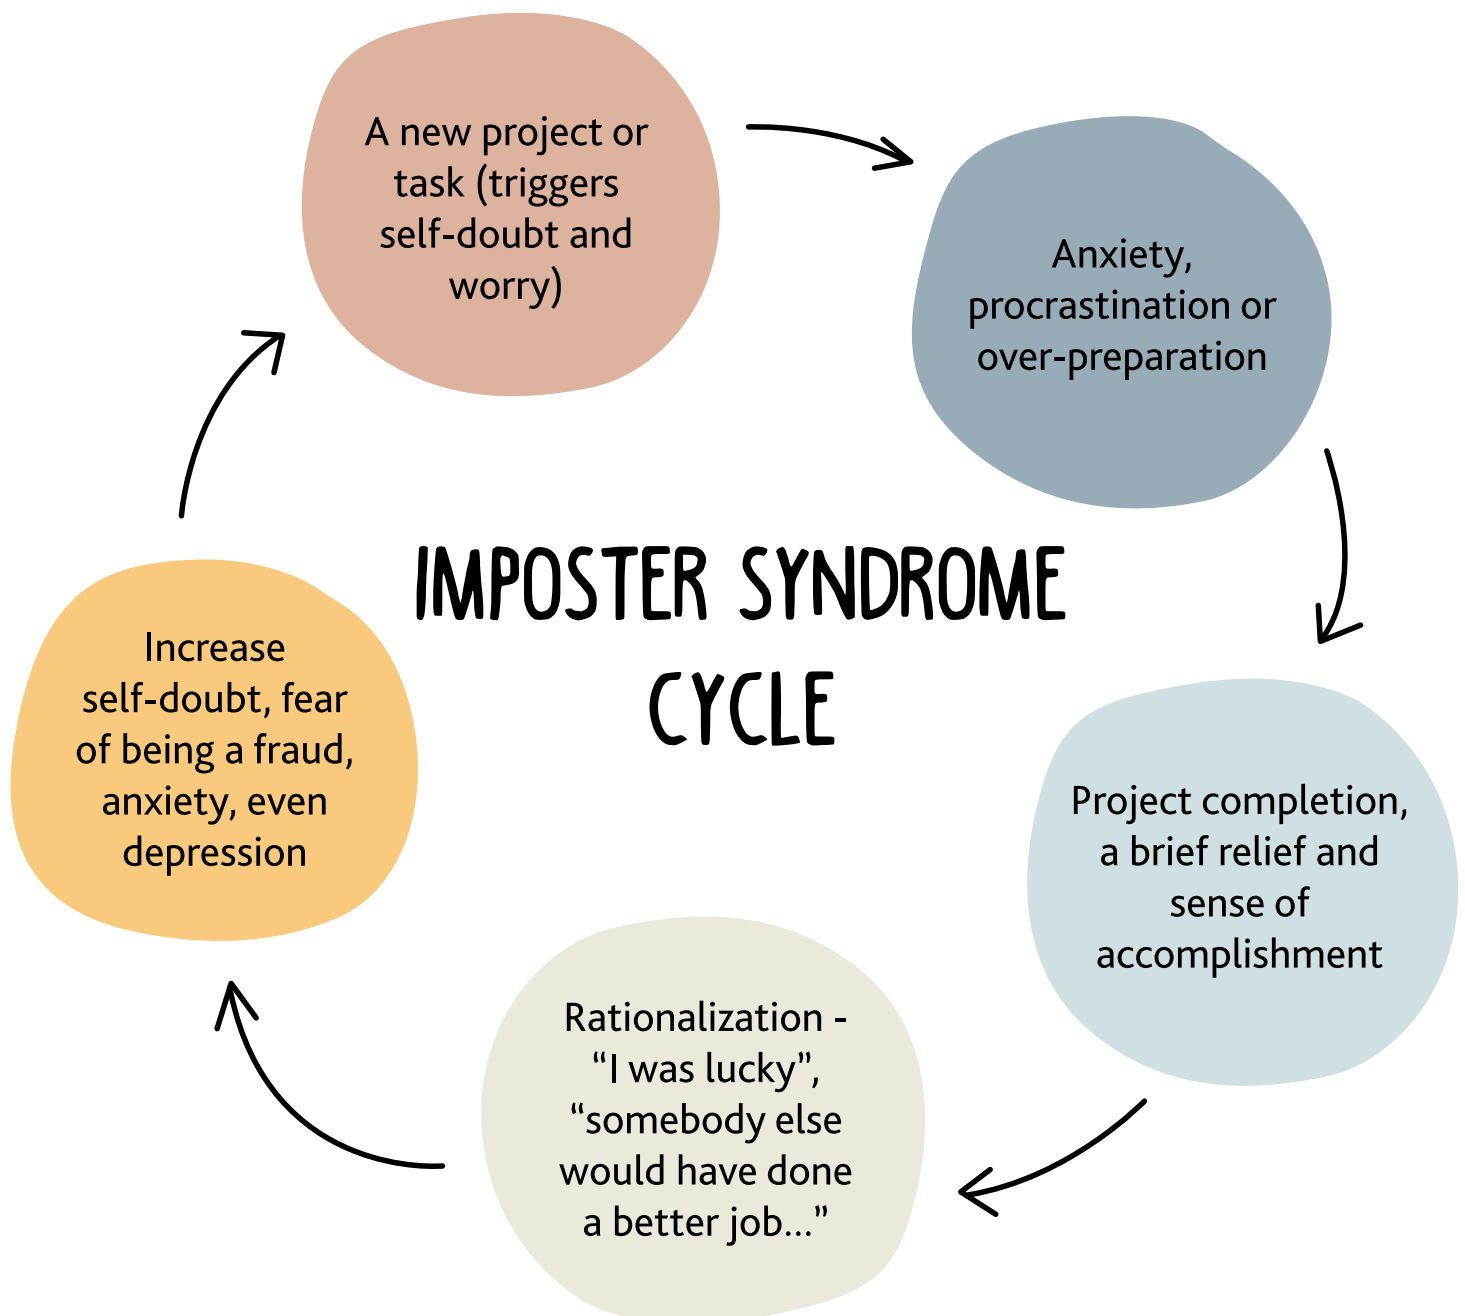 A new project or
task (triggers
self-doubt and
worry)
Anxiety,
procrastination or
over-preparation
IMPOSTER SYNDROME
CYCLE
Project completion,
a brief relief and
sense of
accomplishment
Rationalization -
“I was lucky”,
“somebody else
would have done
a better job...”
Increase
self-doubt, fear
of being a fraud,
anxiety, even
depression